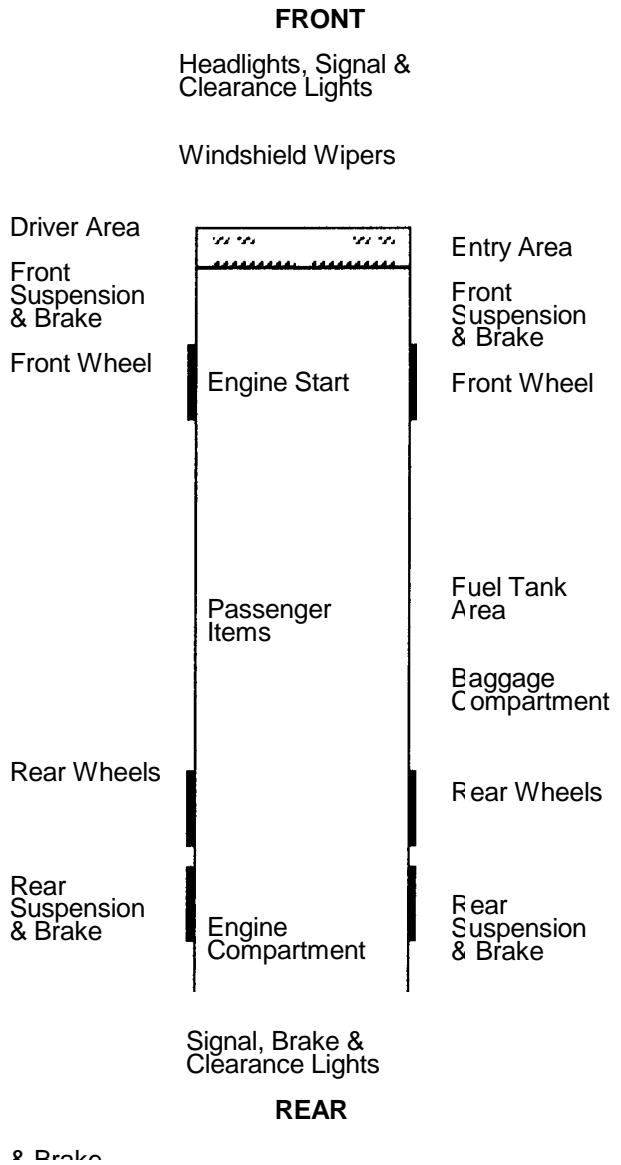 FRONT
Headlights, Signal &
Clearance Lights
Windshield Wipers
Driver Area
Entry Area
Front
Suspension
& Brake
Front
Suspension
& Brake
Front Wheel
Engine Start
Front Wheel
Passenger
Items
Fuel Tank
Area
Baggage
Compartment
Rear Wheels
Rear Wheels
Rear
Suspension
& Brake
Engine
Compartment
Rear
Suspension
& Brake
Signal, Brake &
Clearance Lights
REAR
& Brake